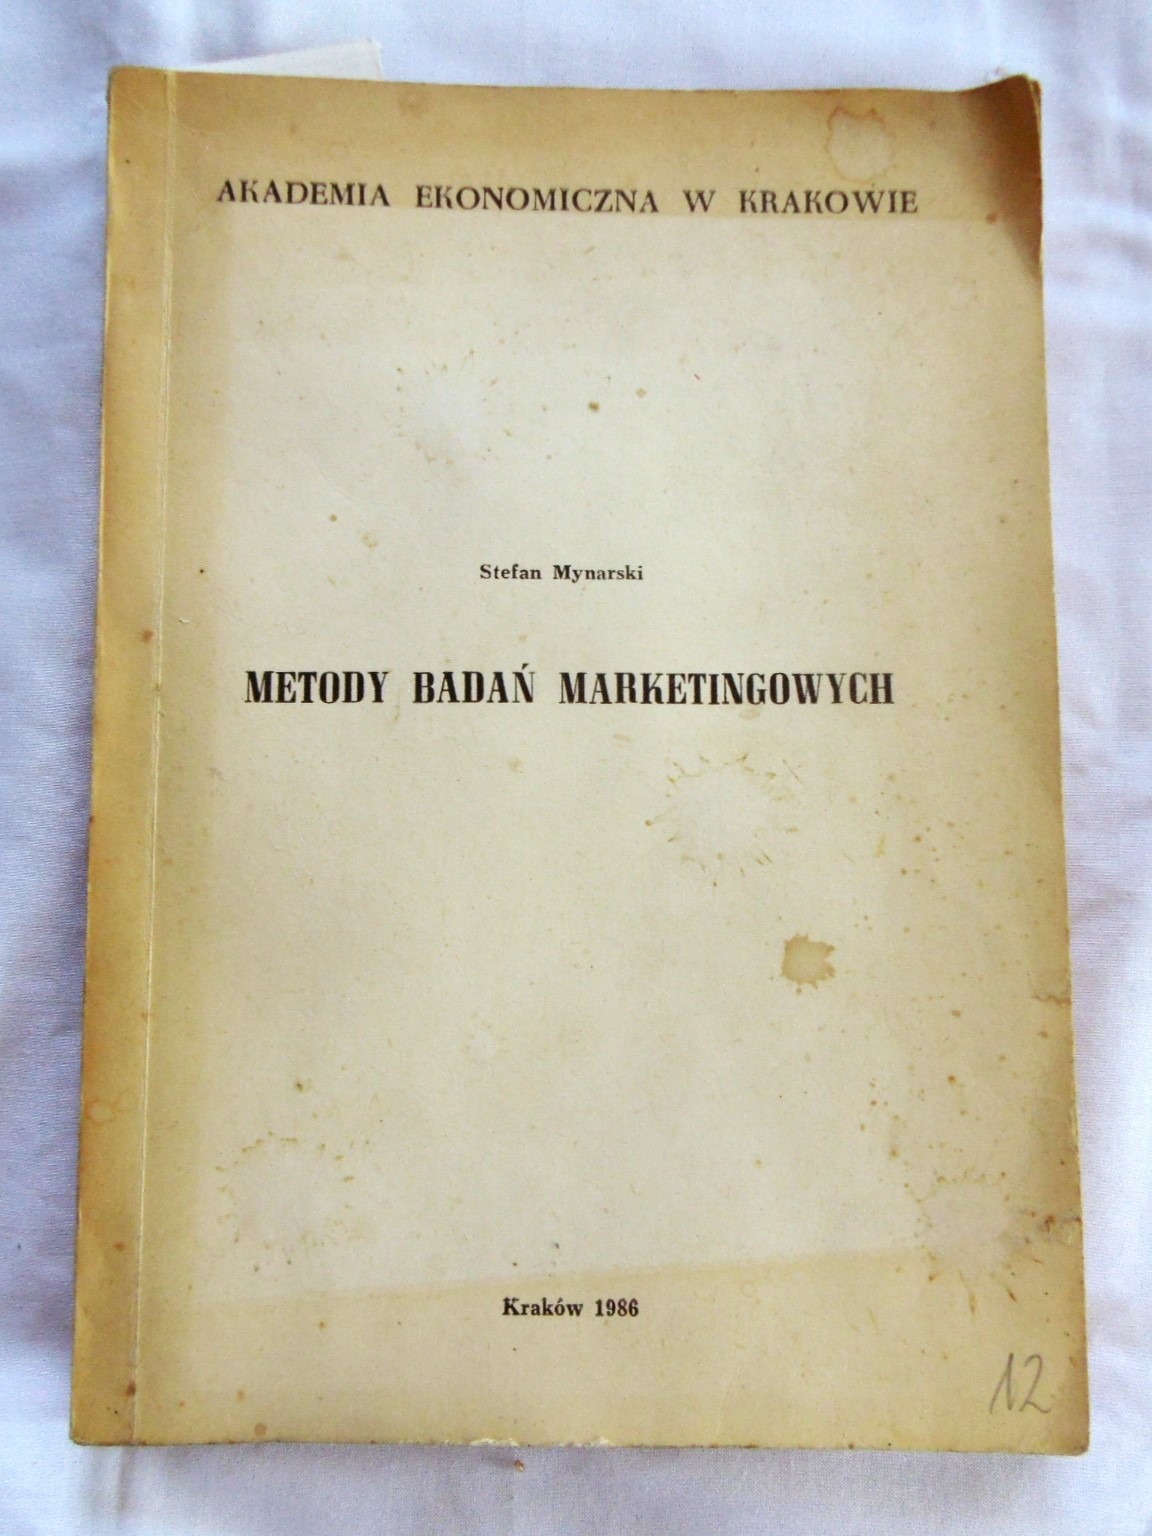 AKADEMIA EKONOMICZNA W KRAKOWIE
Stefan Mynarski
METODY BADAŃ MARKETINGOWYCH
Kraków 1986
12